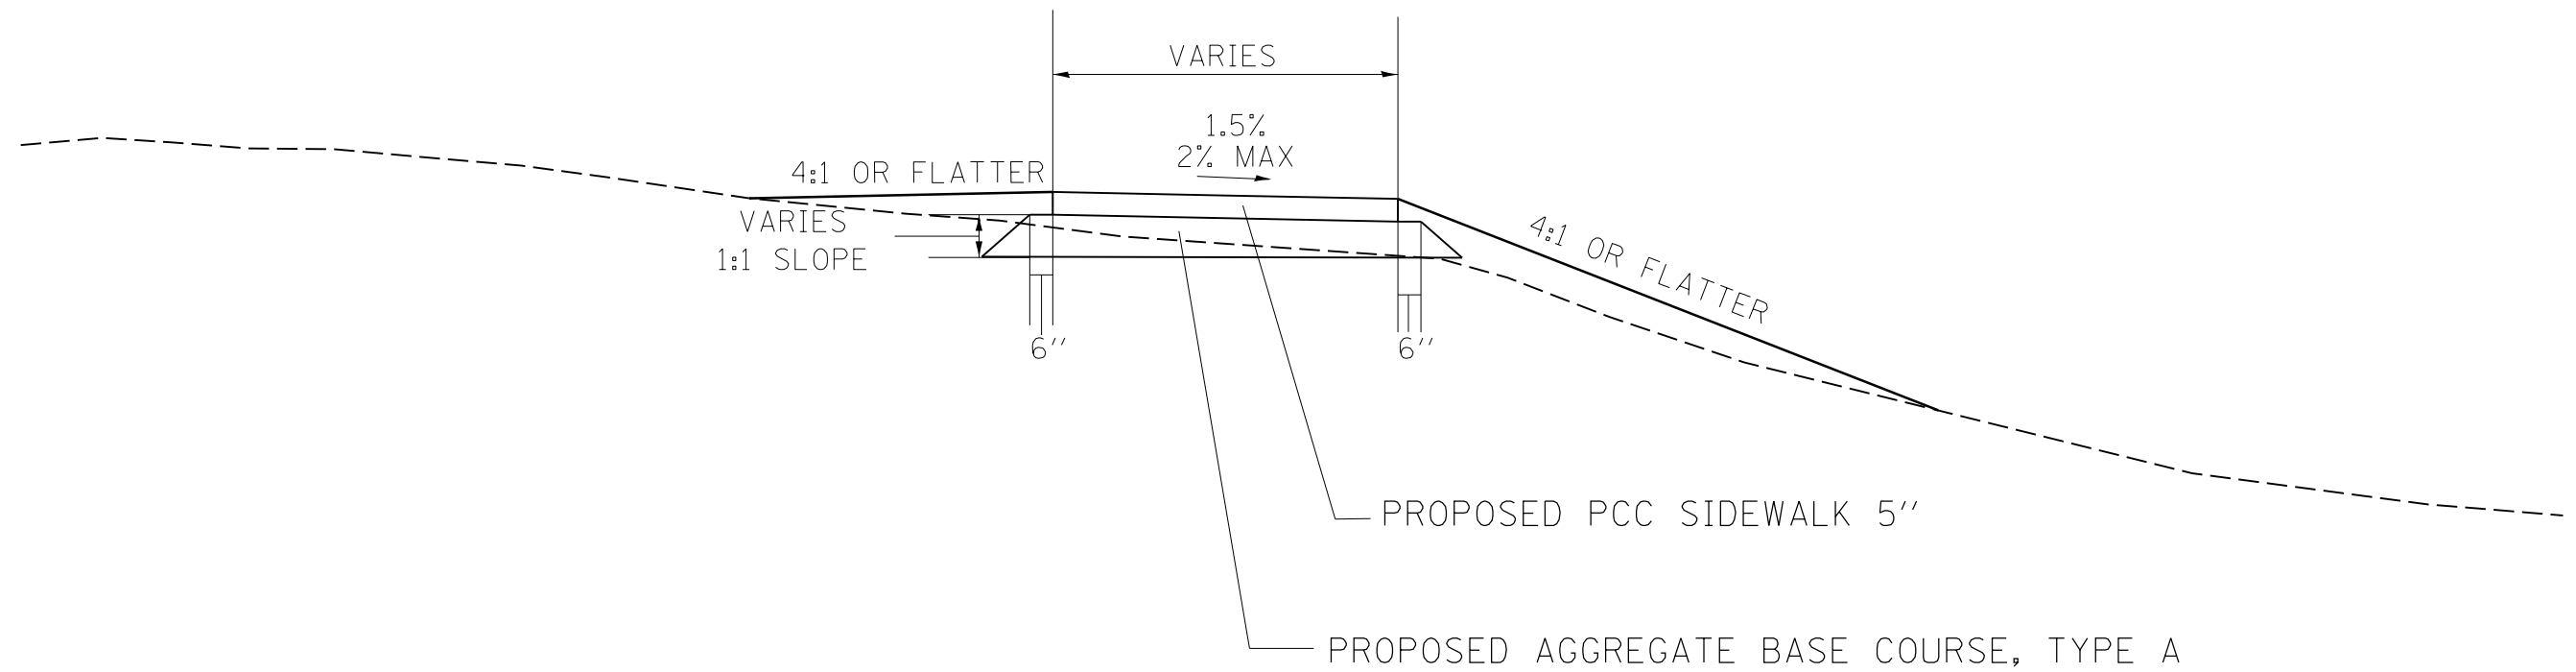 VARIES
1.5%
2% MAX
4:1 OR FLATTER
VARIES
1:1 SLOPE
4:1 OR FLATTER
6''
6''
PROPOSED PCC SIDEWALK 5''
PROPOSED AGGREGATE BASE COURSE, TYPE A